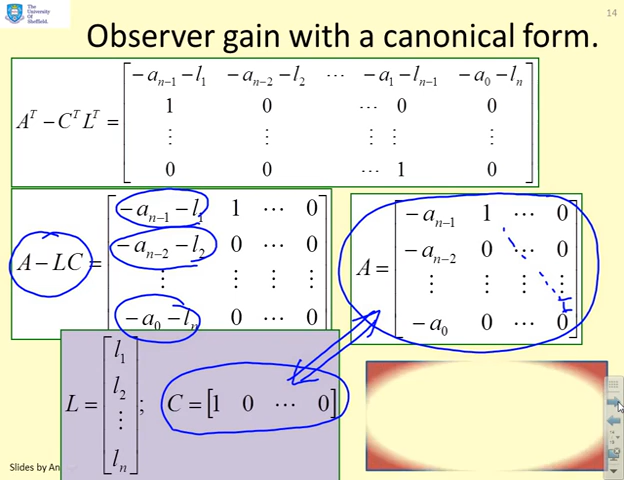 The University Of Sheffield.
14
Observer gain with a canonical form.
A^T − C^T L^T = [ −a_{n−1} − l_1   −a_{n−2} − l_2   ⋯   −a_1 − l_{n−1}   −a_0 − l_n
1   0   ⋯   0   0
⋮   ⋮   ⋮   ⋮   ⋮
0   0   ⋯   1   0 ]
A − LC = [ −a_{n−1} − l_1   1   ⋯   0
−a_{n−2} − l_2   0   ⋯   0
⋮   ⋮   ⋮   ⋮
−a_0 − l_n   0   ⋯   0 ]
A = [ −a_{n−1}   1   ⋯   0
−a_{n−2}   0   ⋯   0
⋮   ⋮   ⋮   ⋮
−a_0   0   ⋯   0 ]
L = [ l_1
l_2
⋮
l_n ];   C = [1   0   ⋯   0]
Slides by